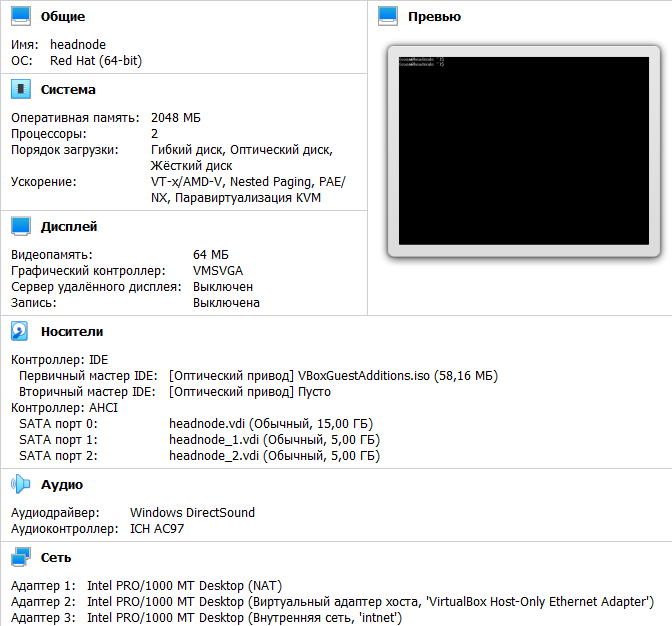 Общие
Имя: headnode
ОС: Red Hat (64-bit)
Система
Оперативная память: 2048 МБ
Процессоры: 2
Порядок загрузки: Гибкий диск, Оптический диск,
Жёсткий диск
Ускорение: VT-x/AMD-V, Nested Paging, PAE/
NX, Паравиртуализация KVM
Дисплей
Видеопамять: 64 МБ
Графический контроллер: VMSVGA
Сервер удалённого дисплея: Выключен
Запись: Выключена
Превью
Носители
Контроллер: IDE
Первичный мастер IDE: [Оптический привод] VBoxGuestAdditions.iso (58,16 МБ)
Вторичный мастер IDE: [Оптический привод] Пусто
Контроллер: AHCI
SATA порт 0: headnode.vdi (Обычный, 15,00 ГБ)
SATA порт 1: headnode_1.vdi (Обычный, 5,00 ГБ)
SATA порт 2: headnode_2.vdi (Обычный, 5,00 ГБ)
Аудио
Аудиодрайвер: Windows DirectSound
Аудиоконтроллер: ICH AC97
Сеть
Адаптер 1: Intel PRO/1000 MT Desktop (NAT)
Адаптер 2: Intel PRO/1000 MT Desktop (Виртуальный адаптер хоста, 'VirtualBox Host-Only Ethernet Adapter')
Адаптер 3: Intel PRO/1000 MT Desktop (Внутренняя сеть, 'intnet')